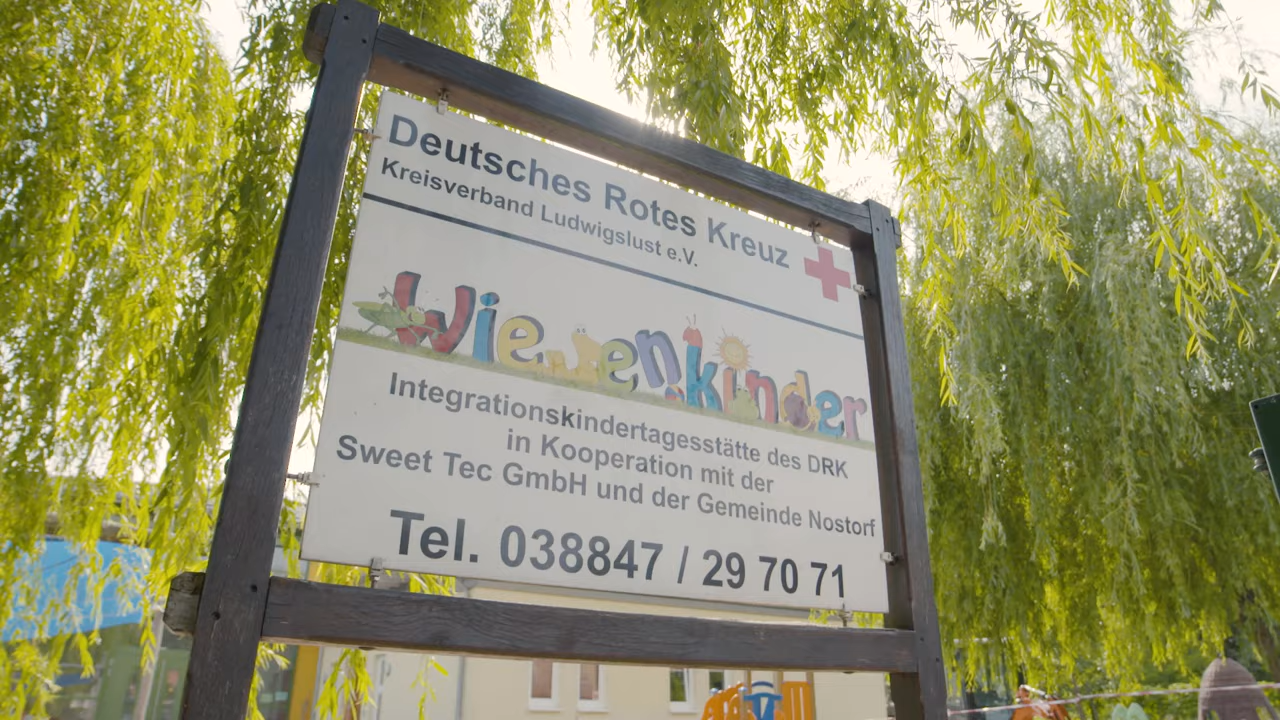 Deutsches Rotes Kreuz
Kreisverband Ludwigslust e.V.
Wiesenkinder
Integrationskindertagesstätte des DRK
in Kooperation mit der
Sweet Tec GmbH und der Gemeinde Nostorf
Tel. 038847 / 29 70 71